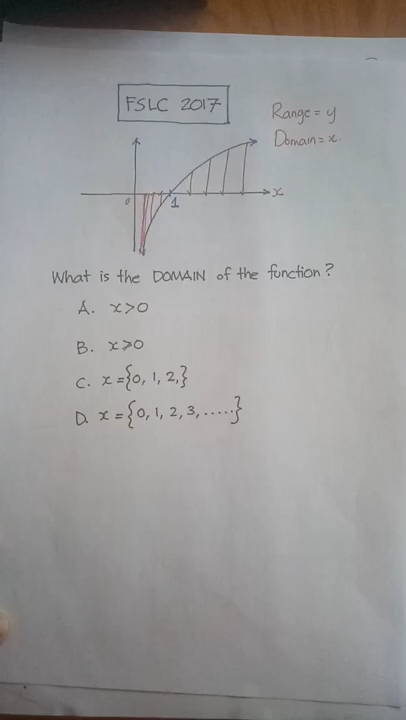 FSLC 2017
Range = y
Domain = x
x
0
1
What is the DOMAIN of the function?
A. x>0
B. x⩾0
C. x={0, 1, 2,}
D. x={0, 1, 2, 3, .....}